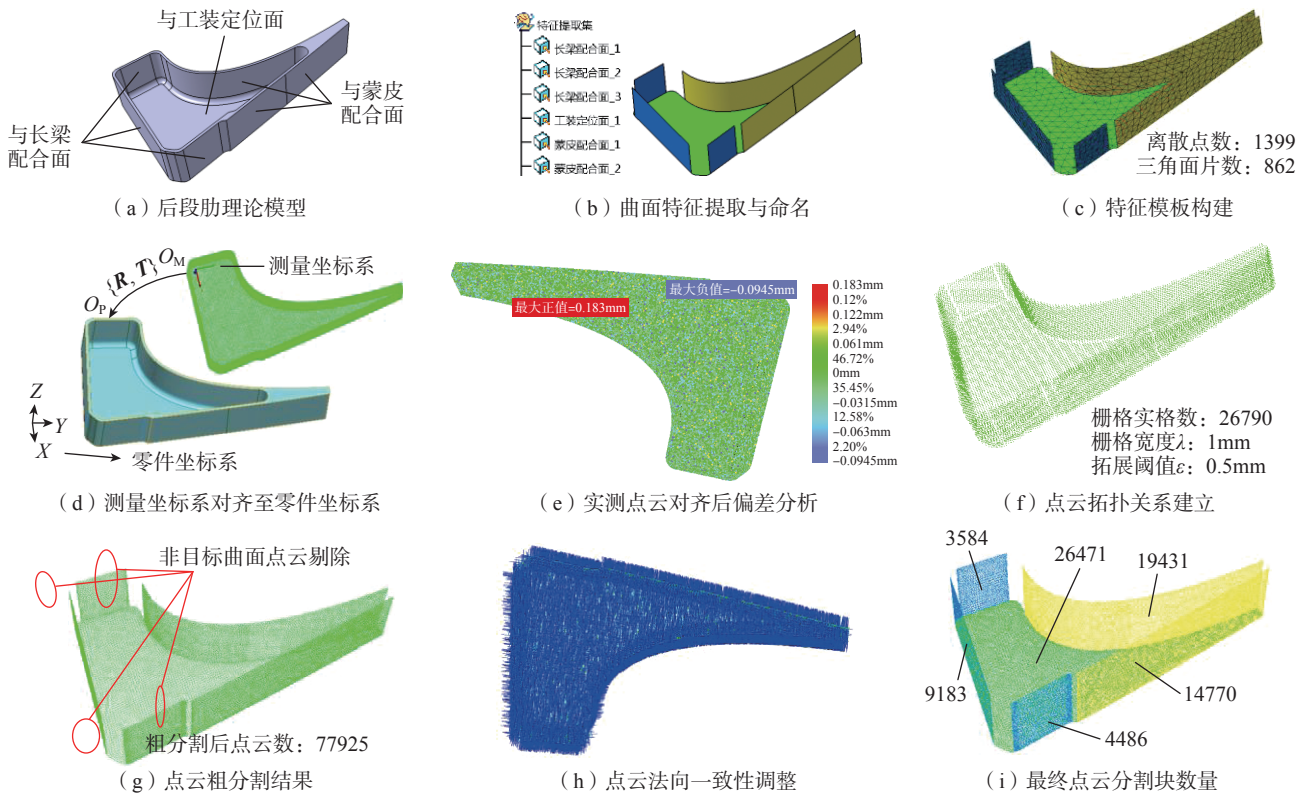 与工装定位面
与长梁
配合面
与蒙皮
配合面
(a)后段肋理论模型
特征提取集
长梁配合面_1
长梁配合面_2
长梁配合面_3
工装定位面_1
蒙皮配合面_1
蒙皮配合面_2
(b)曲面特征提取与命名
离散点数：1399
三角面片数：862
(c)特征模板构建
{R, T}
O_M
O_P
测量坐标系
Z
Y
X
零件坐标系
(d)测量坐标系对齐至零件坐标系
最大正值=0.183mm
最大负值=-0.0945mm
0.183mm
0.12%
0.122mm
2.94%
0.061mm
46.72%
0mm
35.45%
-0.0315mm
12.58%
-0.063mm
2.20%
-0.0945mm
(e)实测点云对齐后偏差分析
栅格实格数：26790
栅格宽度λ：1mm
拓展阈值ε：0.5mm
(f)点云拓扑关系建立
非目标曲面点云剔除
粗分割后点云数：77925
(g)点云粗分割结果
(h)点云法向一致性调整
3584
26471
19431
9183
14770
4486
(i)最终点云分割块数量